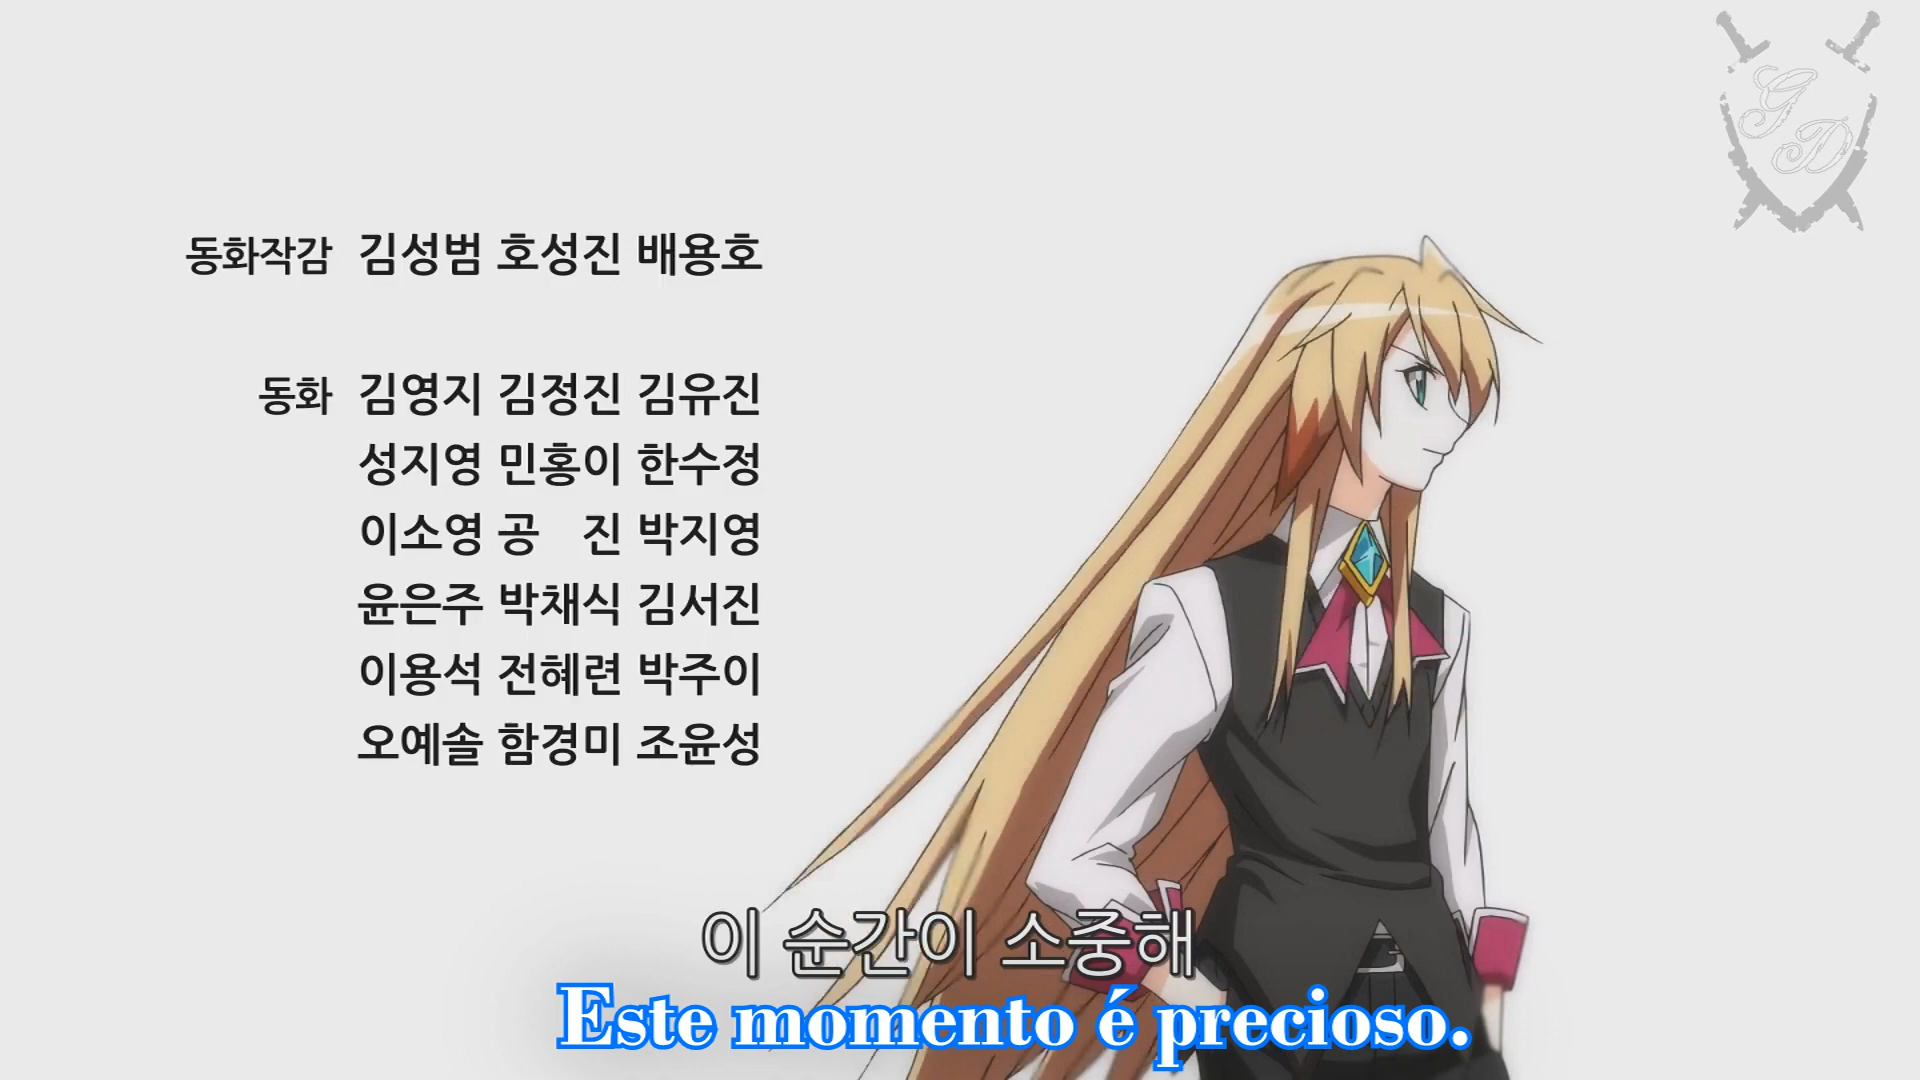 GD
동화작감 김성범 호성진 배용호
동화 김영지 김정진 김유진
성지영 민홍이 한수정
이소영 공 진 박지영
윤은주 박채식 김서진
이용석 전혜련 박주이
오예솔 함경미 조윤성
이 순간이 소중해
Este momento é precioso.